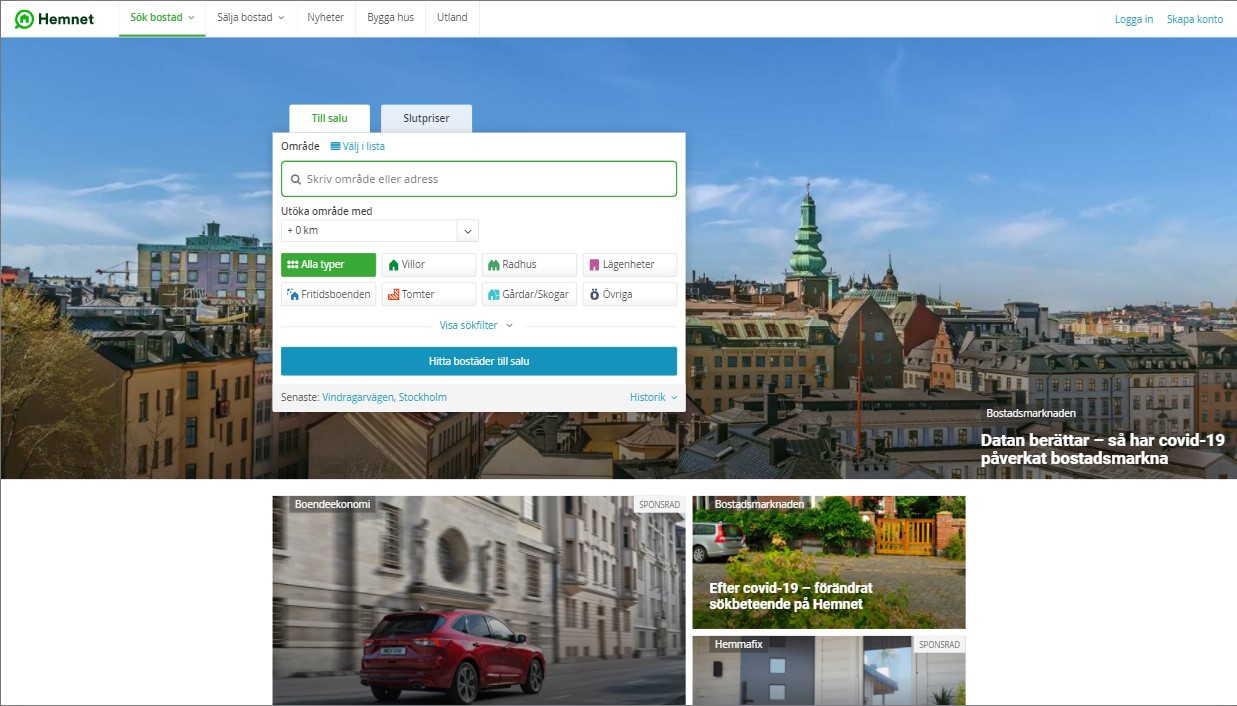 Hemnet
Sök bostad
Sälja bostad
Nyheter
Bygga hus
Utland
Logga in
Skapa konto
Till salu
Slutpriser
Område
Välj i lista
Skriv område eller adress
Utöka område med
+ 0 km
Alla typer
Villor
Radhus
Lägenheter
Fritidsboenden
Tomter
Gårdar/Skogar
Övriga
Visa sökfilter
Hitta bostäder till salu
Senaste: Vindragarvägen, Stockholm
Historik
Bostadsmarknaden
Datan berättar – så har covid-19
påverkat bostadsmarkna
Boendeekonomi
SPONSRAD
Bostadsmarknaden
Efter covid-19 – förändrat
sökbeteende på Hemnet
Hemmafix
SPONSRAD